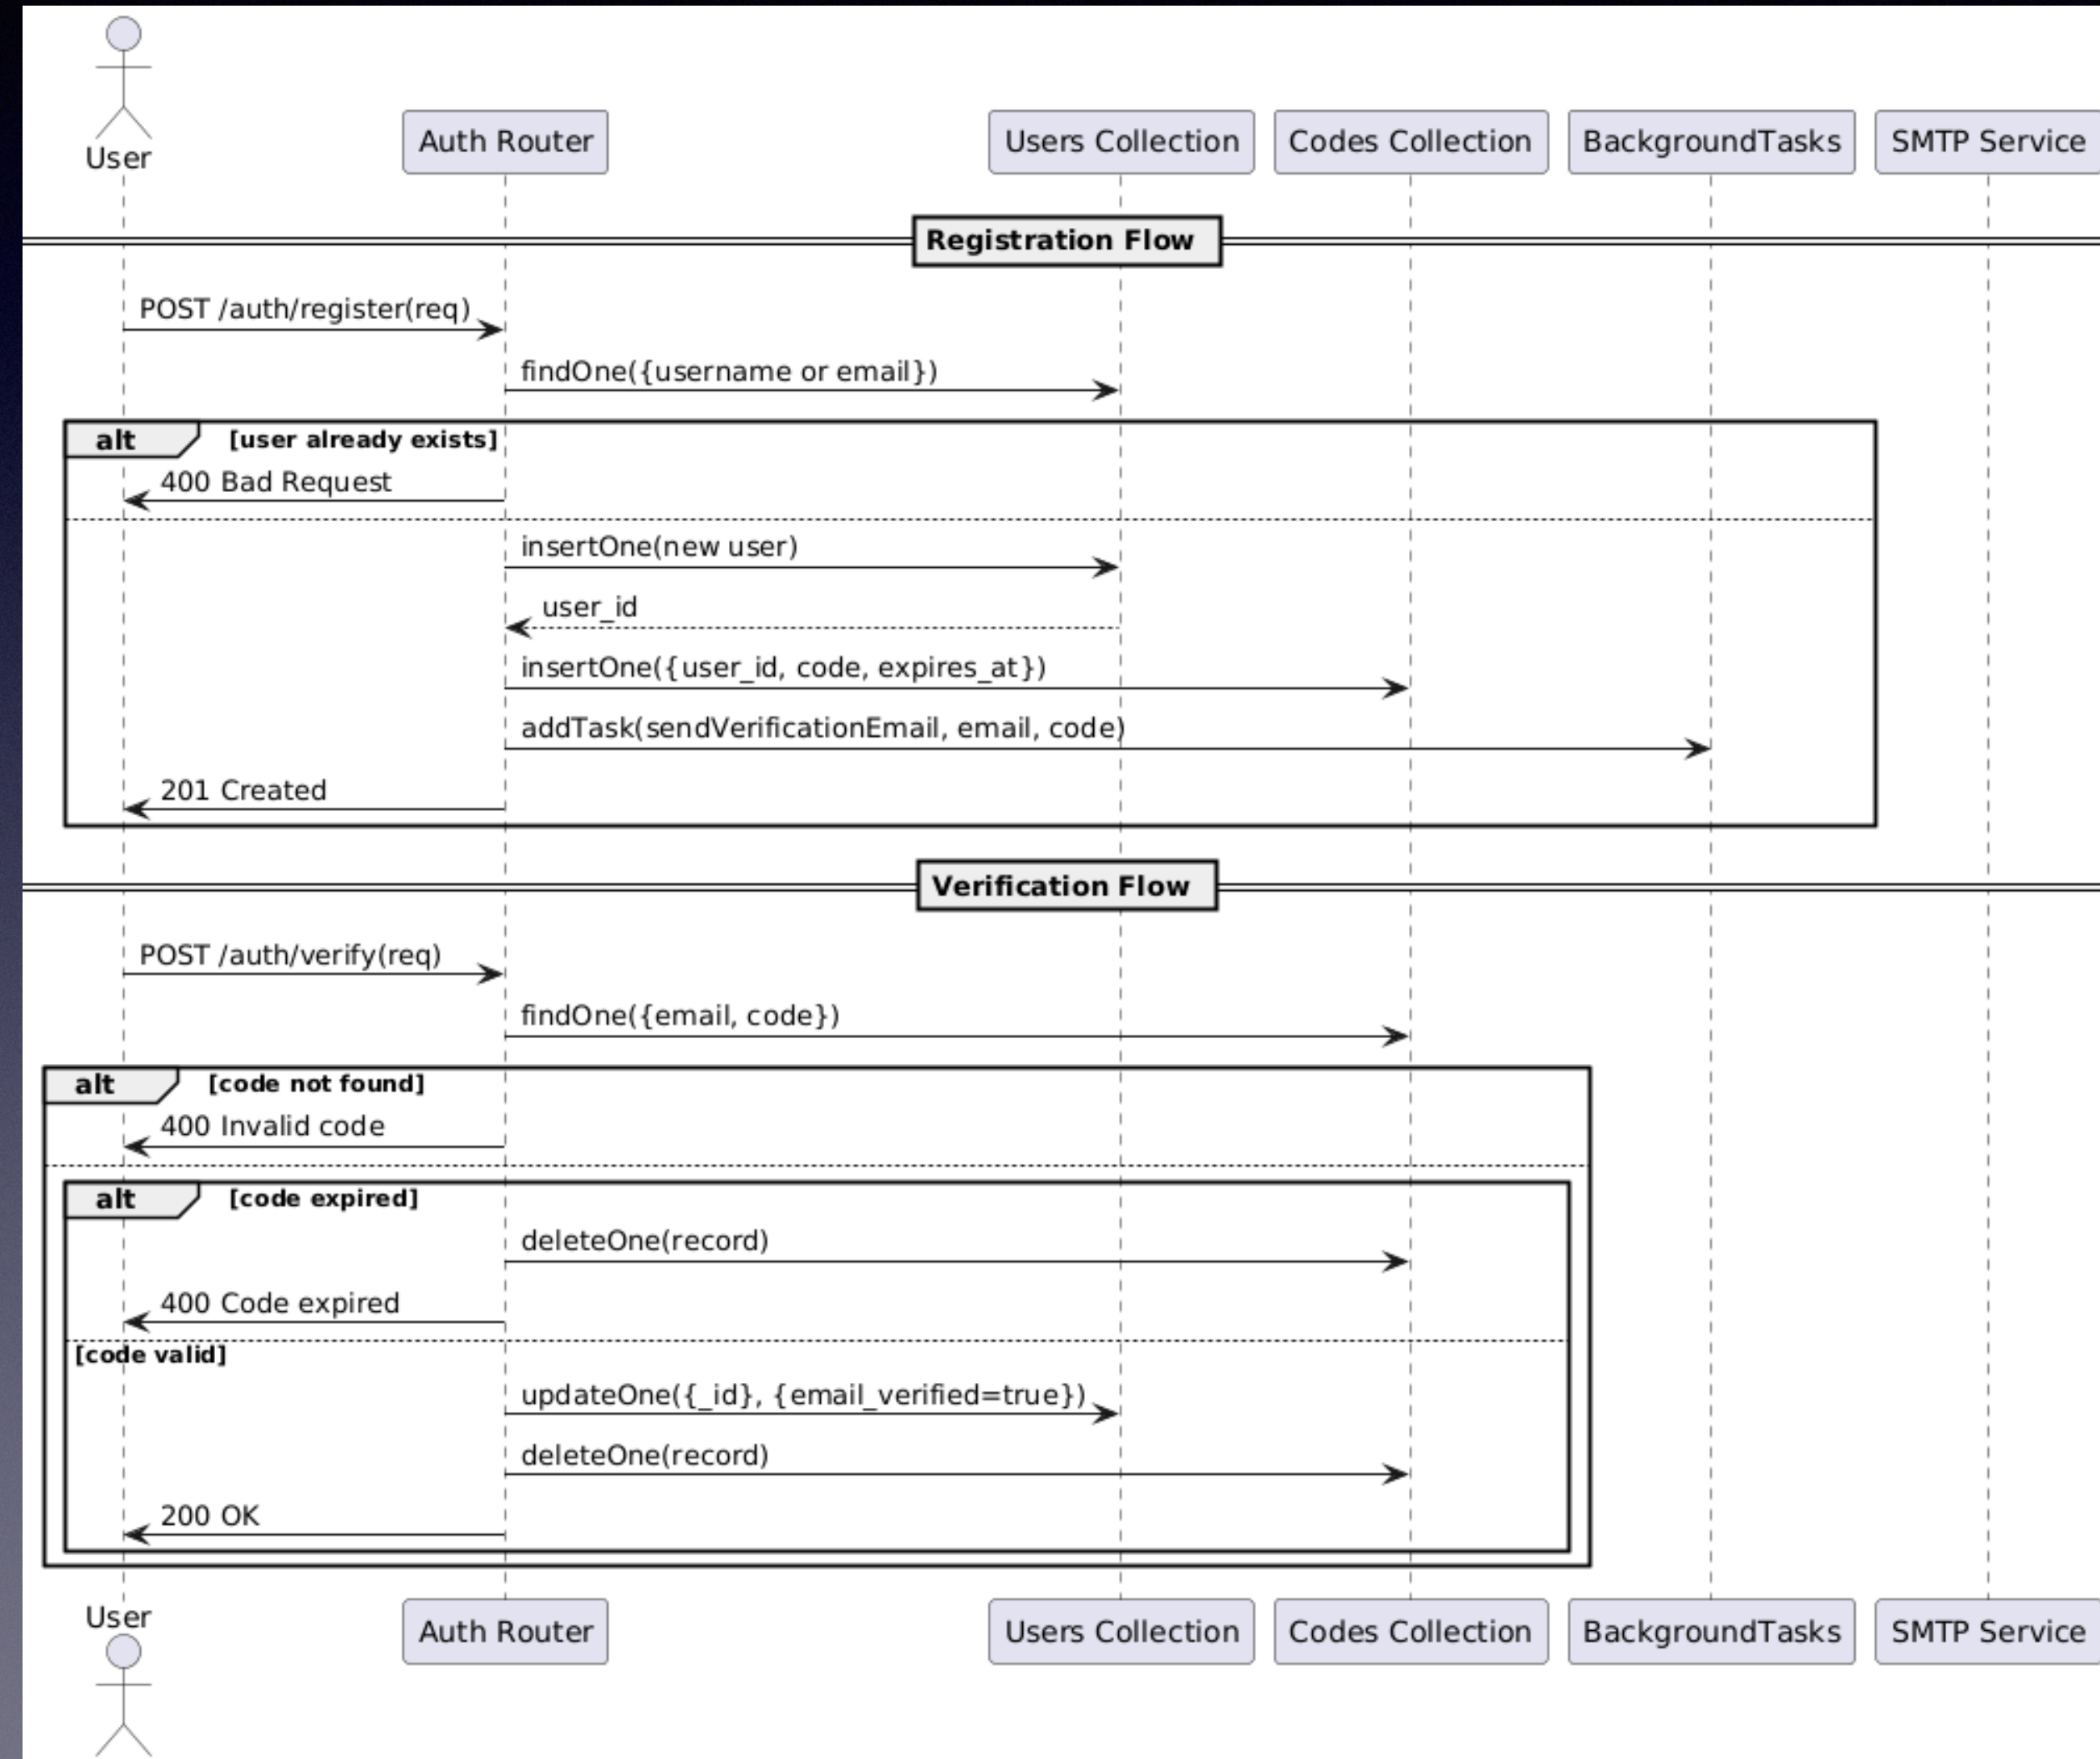 User
Auth Router
Users Collection
Codes Collection
BackgroundTasks
SMTP Service
Registration Flow
POST /auth/register(req)
findOne({username or email})
alt [user already exists]
400 Bad Request
insertOne(new user)
user_id
insertOne({user_id, code, expires_at})
addTask(sendVerificationEmail, email, code)
201 Created
Verification Flow
POST /auth/verify(req)
findOne({email, code})
alt [code not found]
400 Invalid code
alt [code expired]
deleteOne(record)
400 Code expired
[code valid]
updateOne({_id}, {email_verified=true})
deleteOne(record)
200 OK
User
Auth Router
Users Collection
Codes Collection
BackgroundTasks
SMTP Service